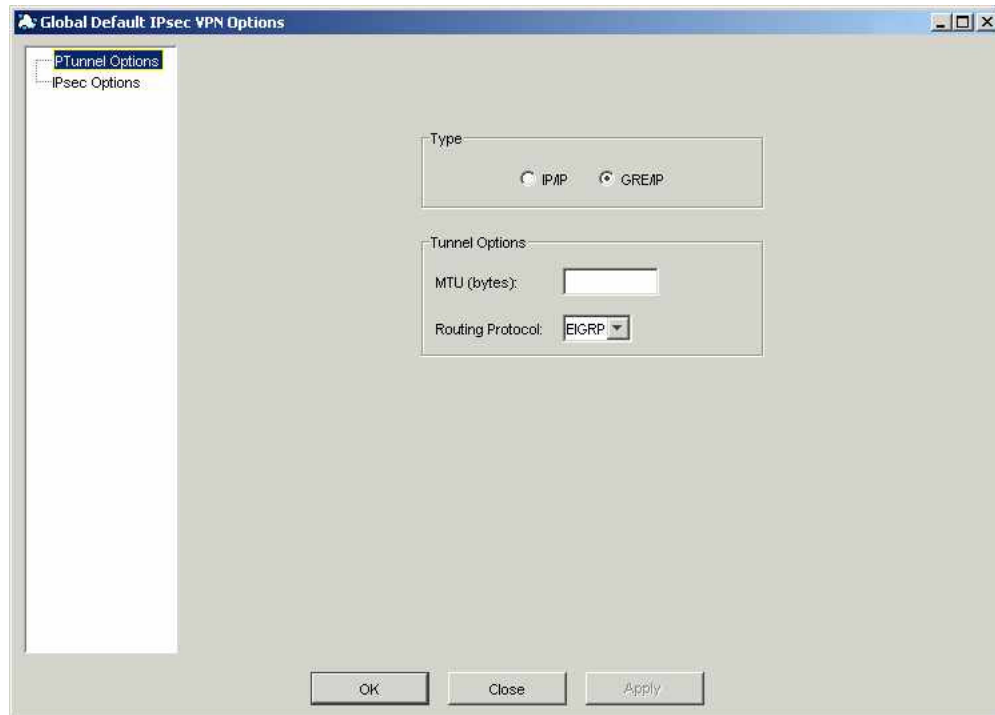 Global Default IPsec VPN Options
PTunnel Options
IPsec Options
Type
IP/IP
GRE/IP
Tunnel Options
MTU (bytes):
Routing Protocol:
EIGRP
OK
Close
Apply